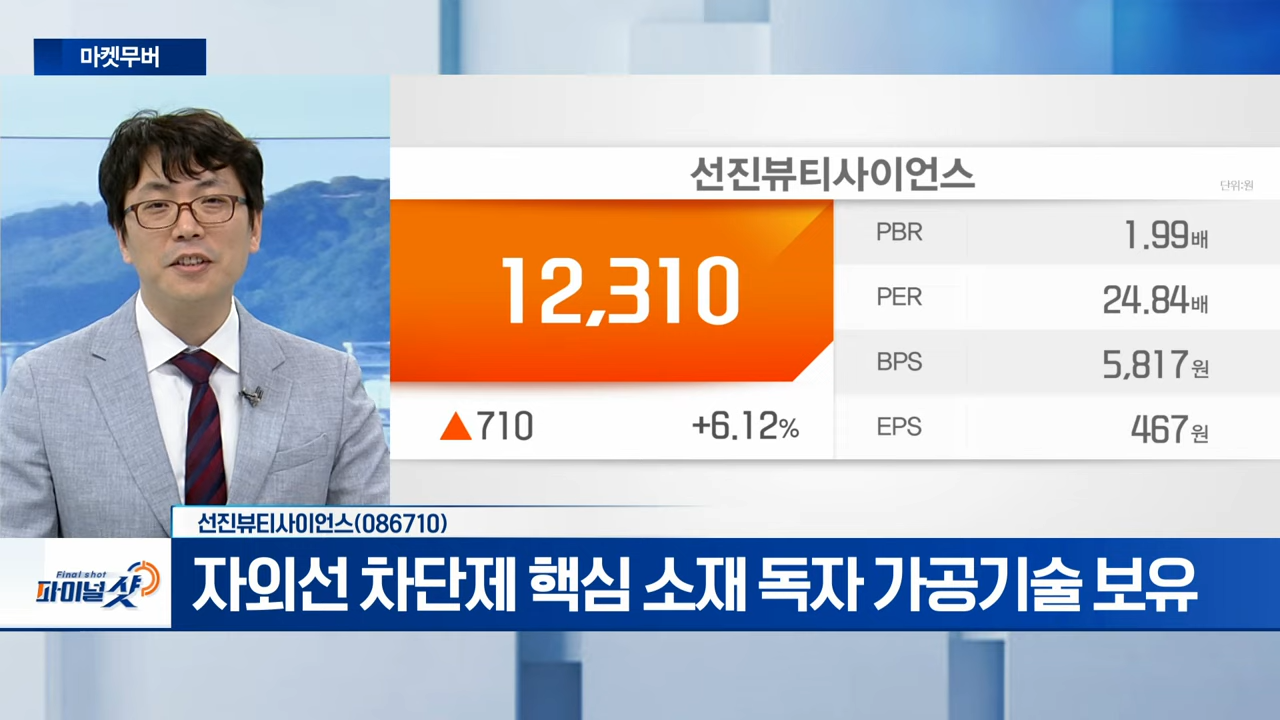 마켓무버
선진뷰티사이언스
단위:원
12,310
▲710 +6.12%
PBR 1.99배
PER 24.84배
BPS 5,817원
EPS 467원
선진뷰티사이언스(086710)
Final shot
파이널샷
자외선 차단제 핵심 소재 독자 가공기술 보유